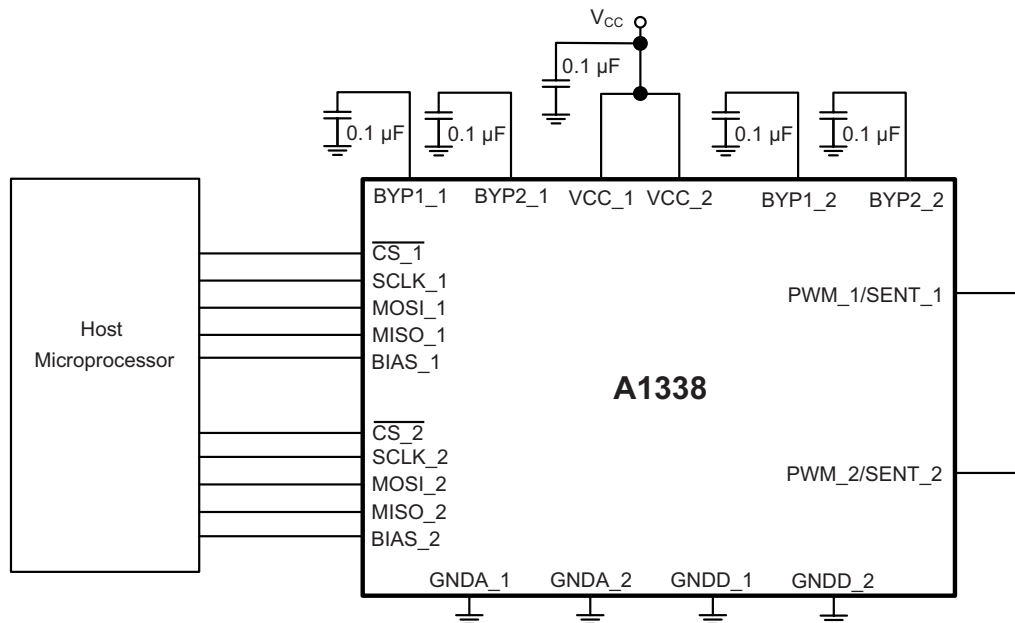 VCC
0.1 µF
0.1 µF
0.1 µF
0.1 µF
0.1 µF
BYP1_1
BYP2_1
VCC_1
VCC_2
BYP1_2
BYP2_2
Host
Microprocessor
CS_1
SCLK_1
MOSI_1
MISO_1
BIAS_1
CS_2
SCLK_2
MOSI_2
MISO_2
BIAS_2
A1338
PWM_1/SENT_1
PWM_2/SENT_2
GNDA_1
GNDA_2
GNDD_1
GNDD_2